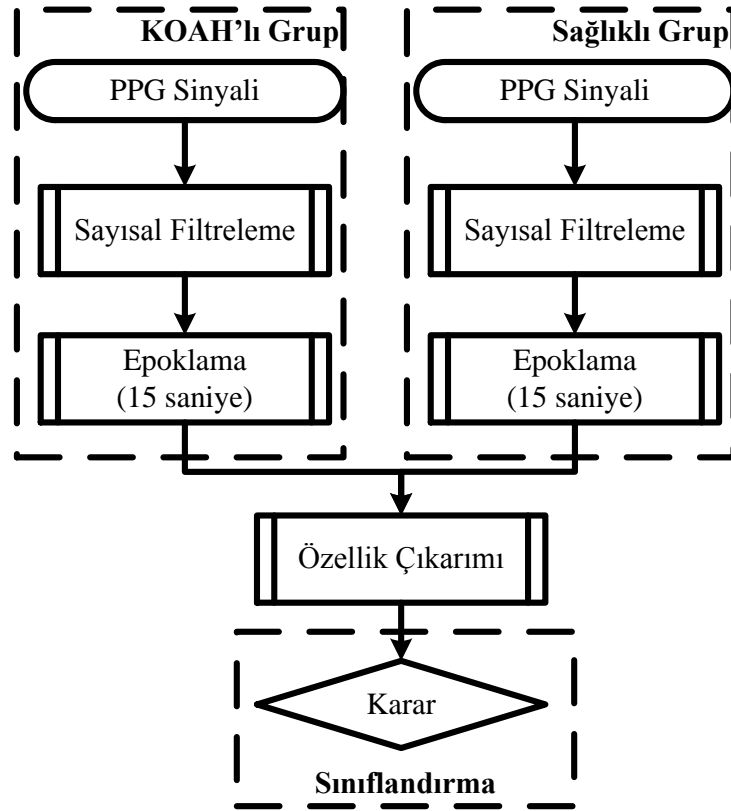 KOAH’lı Grup
PPG Sinyali
Sayısal Filtreleme
Epoklama
(15 saniye)
Sağlıklı Grup
PPG Sinyali
Sayısal Filtreleme
Epoklama
(15 saniye)
Özellik Çıkarımı
Karar
Sınıflandırma